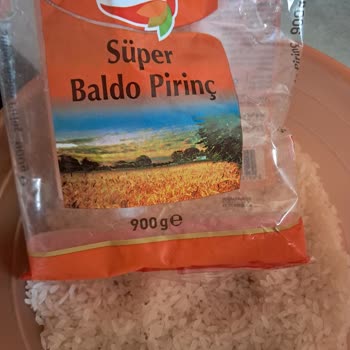 Süper
Baldo Pirinç
900g℮